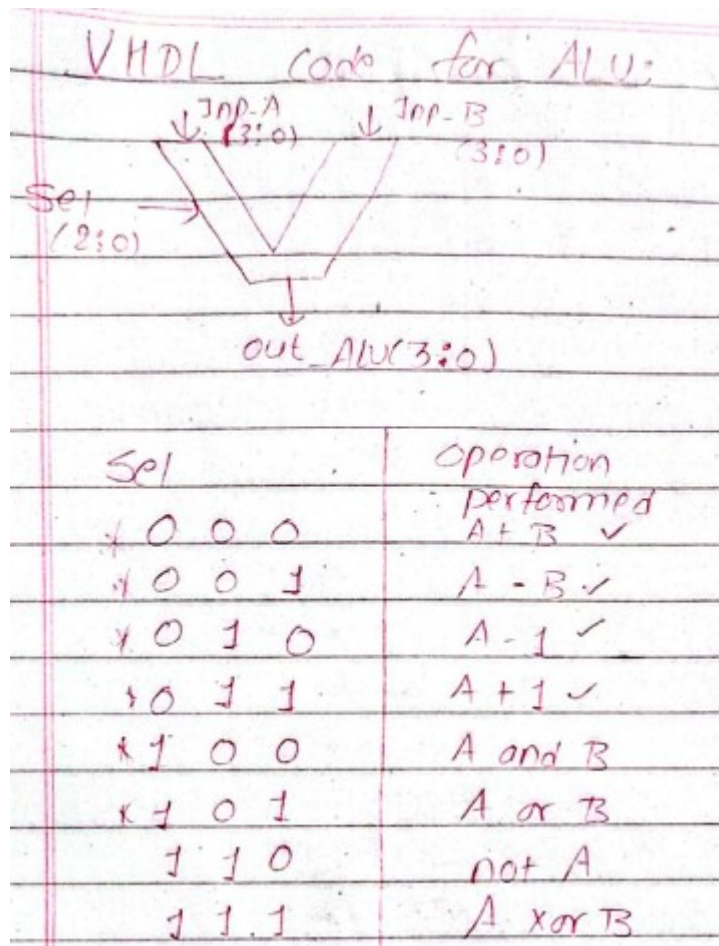 VHDL code for ALU:
Inp-A Inp-B
(3:0) (3:0)
Sel
(2:0)
out_ALU(3:0)
Sel operation
performed
* 0 0 0 A + B ✓
* 0 0 1 A - B ✓
* 0 1 0 A - 1 ✓
* 0 1 1 A + 1 ✓
* 1 0 0 A and B
* 1 0 1 A or B
1 1 0 not A
1 1 1 A xor B